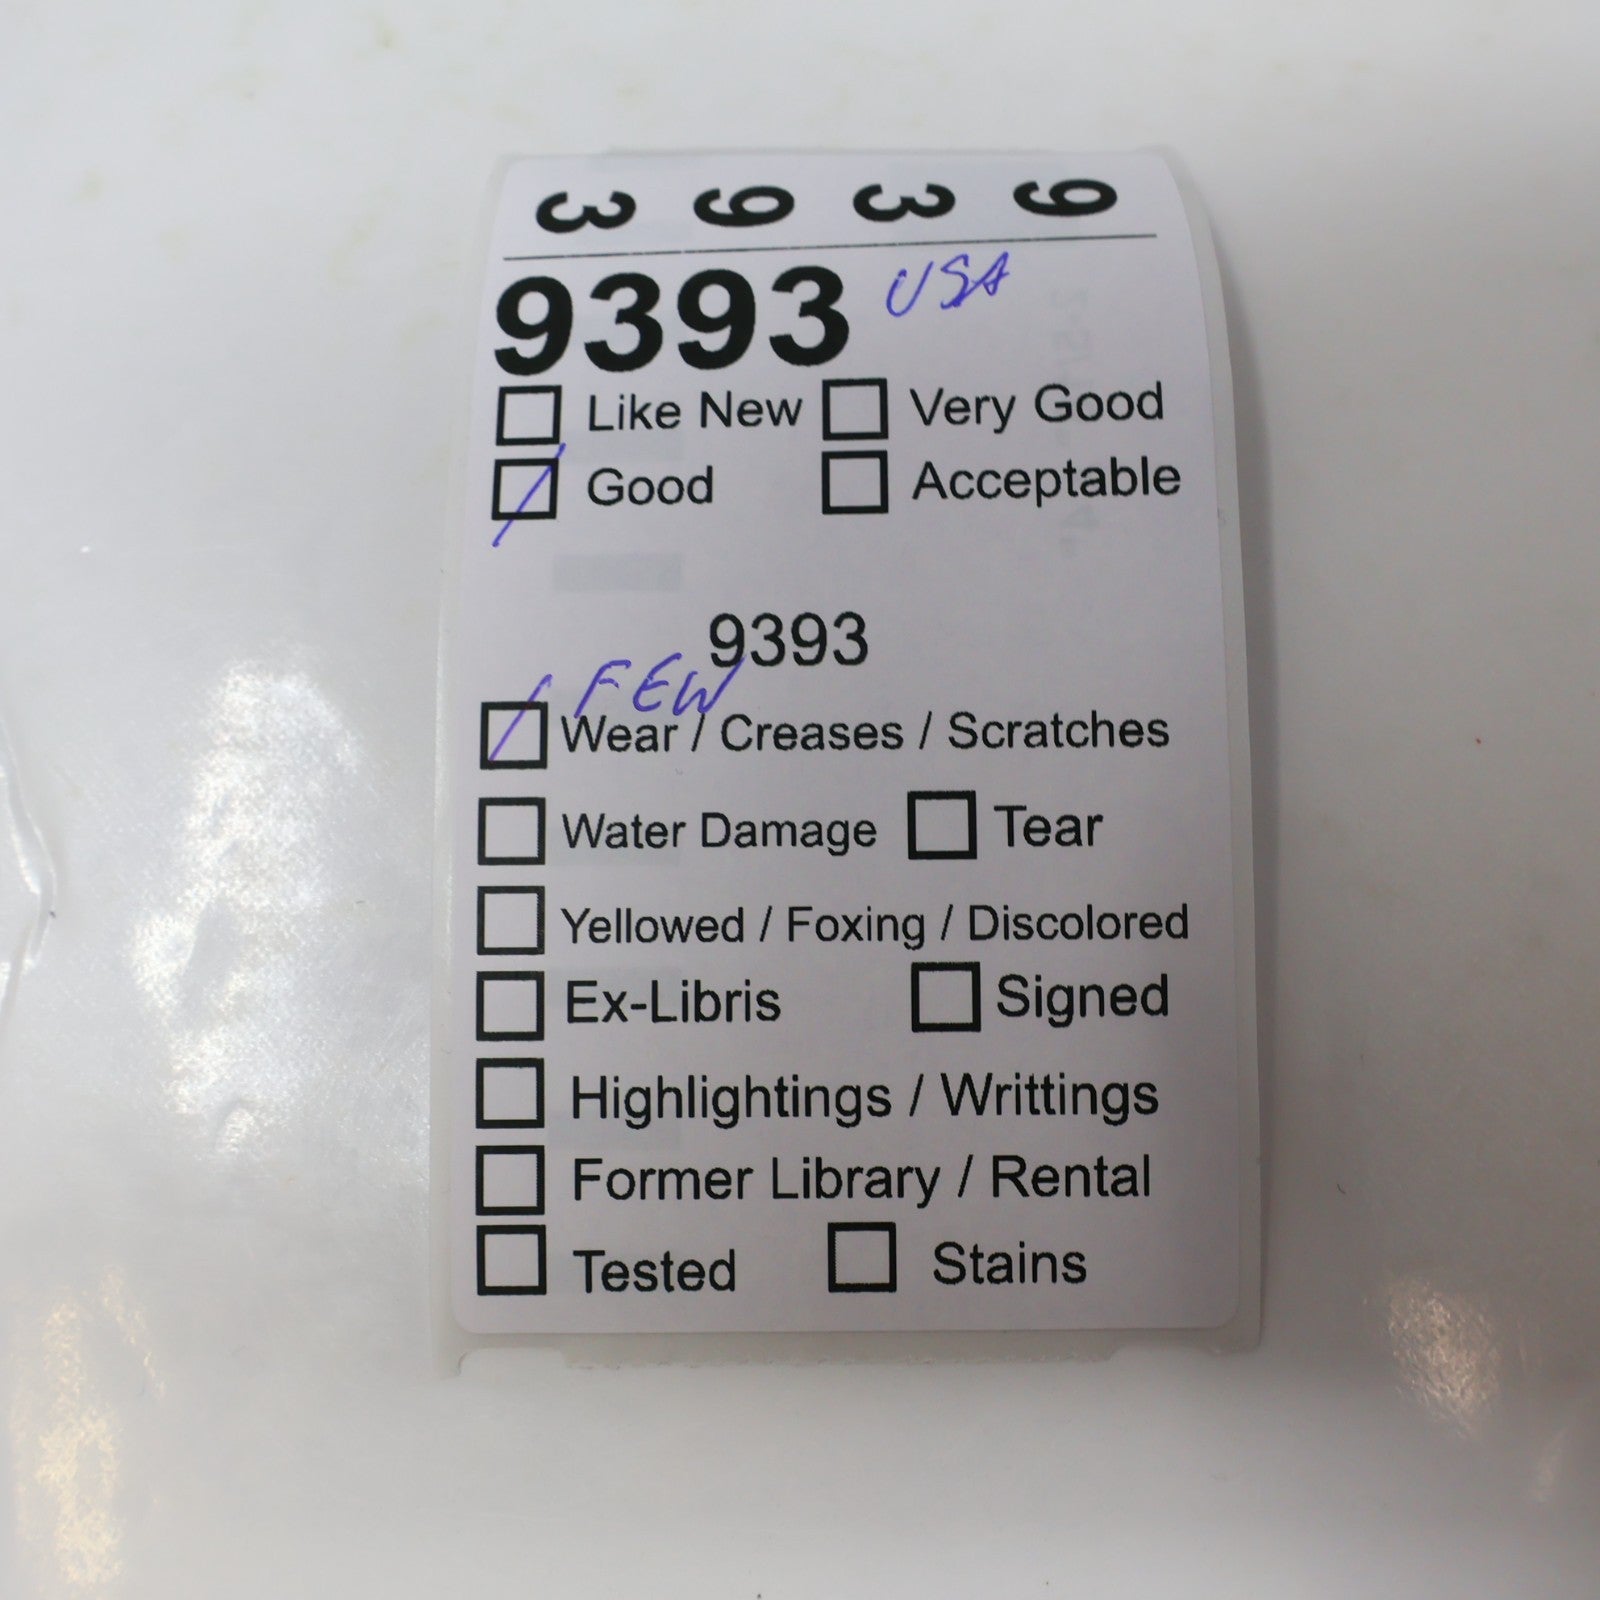 3 9 3 9
9393 USA
Like New Very Good
Good Acceptable
9393
FEW
Wear / Creases / Scratches
Water Damage Tear
Yellowed / Foxing / Discolored
Ex-Libris Signed
Highlightings / Writtings
Former Library / Rental
Tested Stains